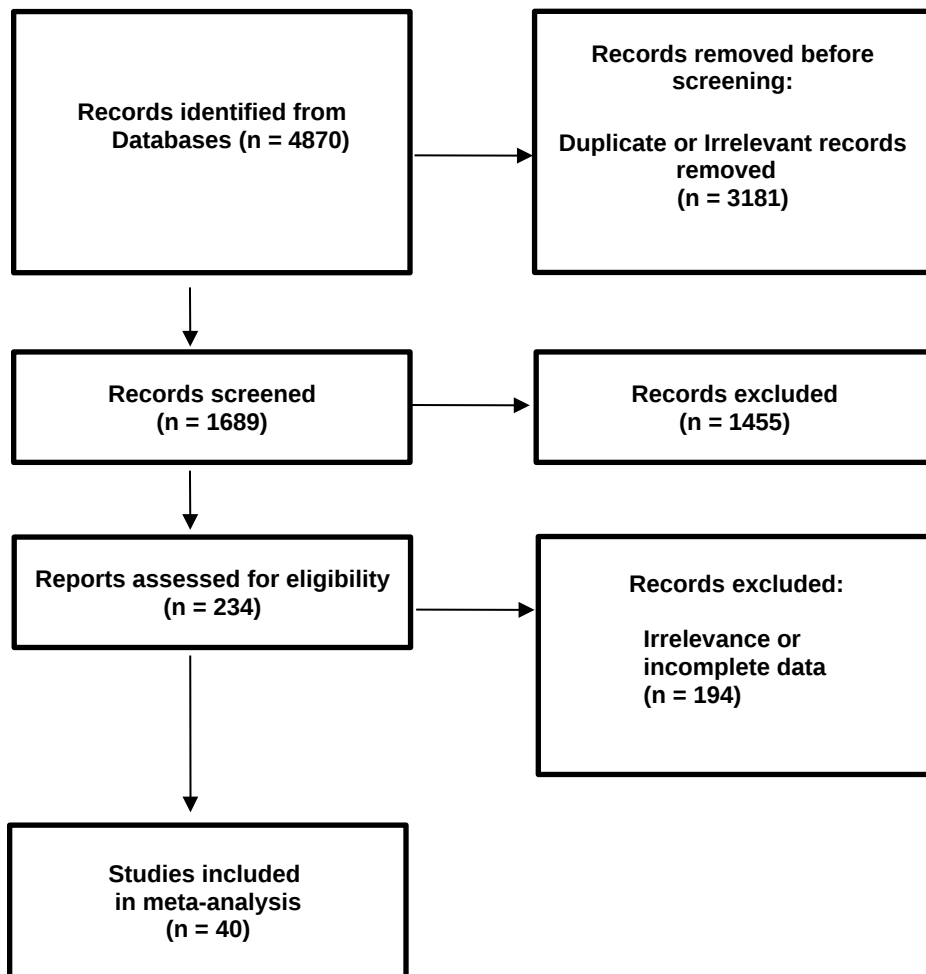 Records identified from
Databases (n = 4870)
Records removed before
screening:
Duplicate or Irrelevant records
removed
(n = 3181)
Records screened
(n = 1689)
Records excluded
(n = 1455)
Reports assessed for eligibility
(n = 234)
Records excluded:
Irrelevance or
incomplete data
(n = 194)
Studies included
in meta-analysis
(n = 40)